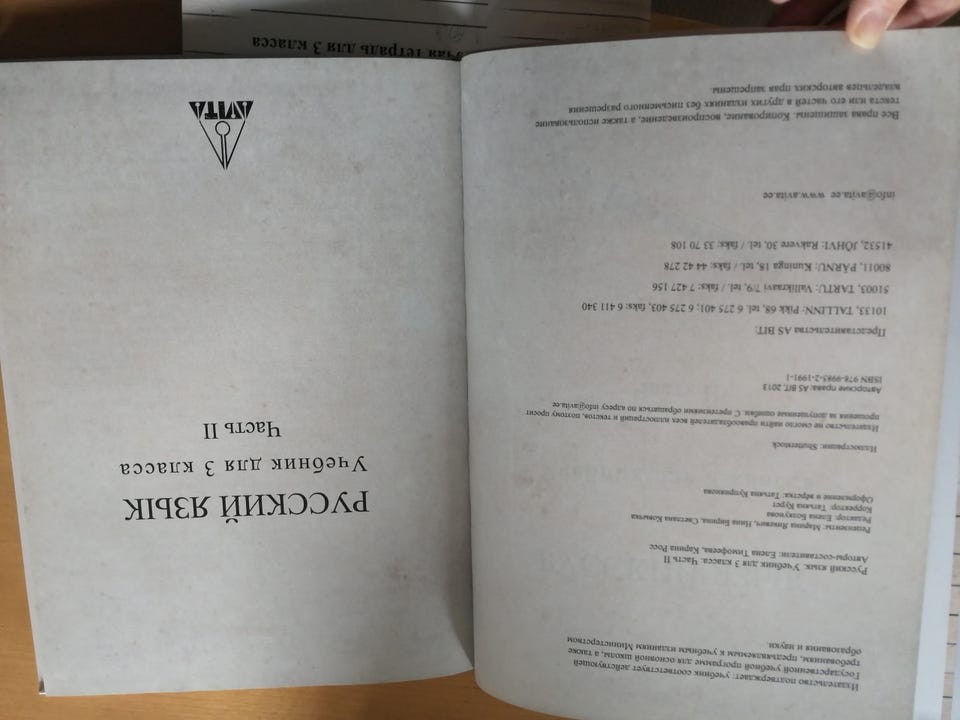 РУССКИЙ ЯЗЫК
Учебник для 3 класса
Часть II
AVITA
Издательство подтверждает: учебник соответствует действующей
Государственной учебной программе для основной школы, а также
требованиям, предъявляемым к учебным изданиям Министерством
образования и науки.
Русский язык. Учебник для 3 класса. Часть II
Авторы-составители: Елена Тимофеева, Карина Росс
Рецензенты: Марина Янкевич, Нина Бирина, Светлана Ковычка
Редактор: Елена Болкунова
Корректор: Татьяна Курст
Оформление и вёрстка: Татьяна
Иллюстрации: Shutterstock
Издательство не смогло найти правообладателей всех иллюстраций и текстов, поэтому просит
прощения за допущенные ошибки. С претензиями обращаться по адресу info@avita.ee
Авторские права: AS BIT, 2013
ISBN 978-9985-2-1991-1
Представительства AS BIT:
10133, TALLINN: Pikk 68, tel. 6 275 401; 6 275 403, faks: 6 411 340
51003, TARTU: Vallikraavi 7/9, tel. / faks: 7 427 156
80011, PÄRNU: Kuninga 18, tel. / faks: 44 42 278
41532, JÕHVI: Rakvere 30, tel. / faks: 33 70 108
info@avita.ee www.avita.ee
Все права защищены. Копирование, воспроизведение, а также использование
текста или его частей в других изданиях без письменного разрешения
владельцев авторских прав запрещены.
тетрадь для 3 класса